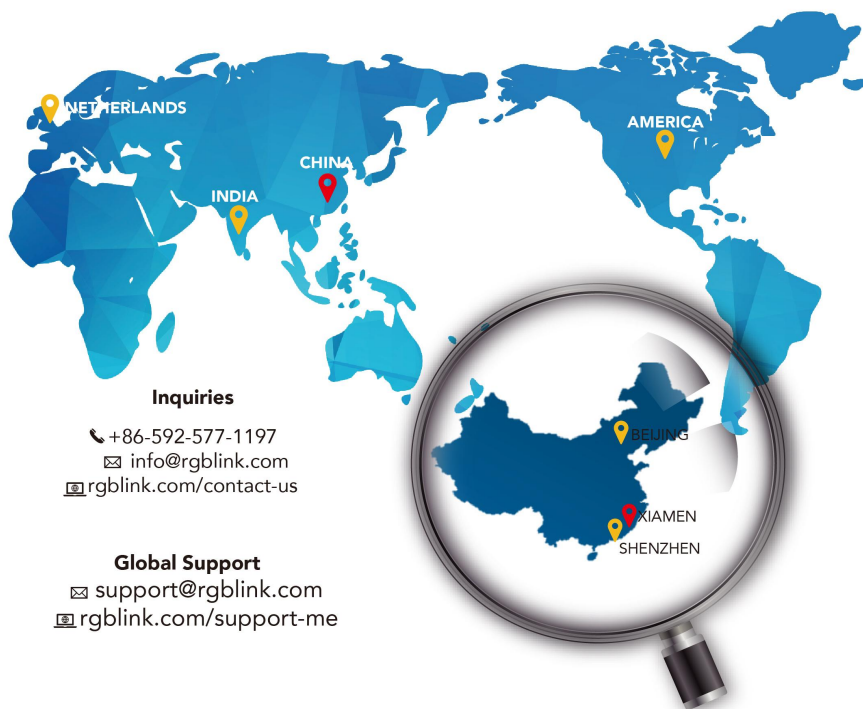 NETHERLANDS
AMERICA
CHINA
INDIA
Inquiries
+86-592-577-1197
info@rgblink.com
rgblink.com/contact-us
Global Support
support@rgblink.com
rgblink.com/support-me
BEIJING
XIAMEN
SHENZHEN